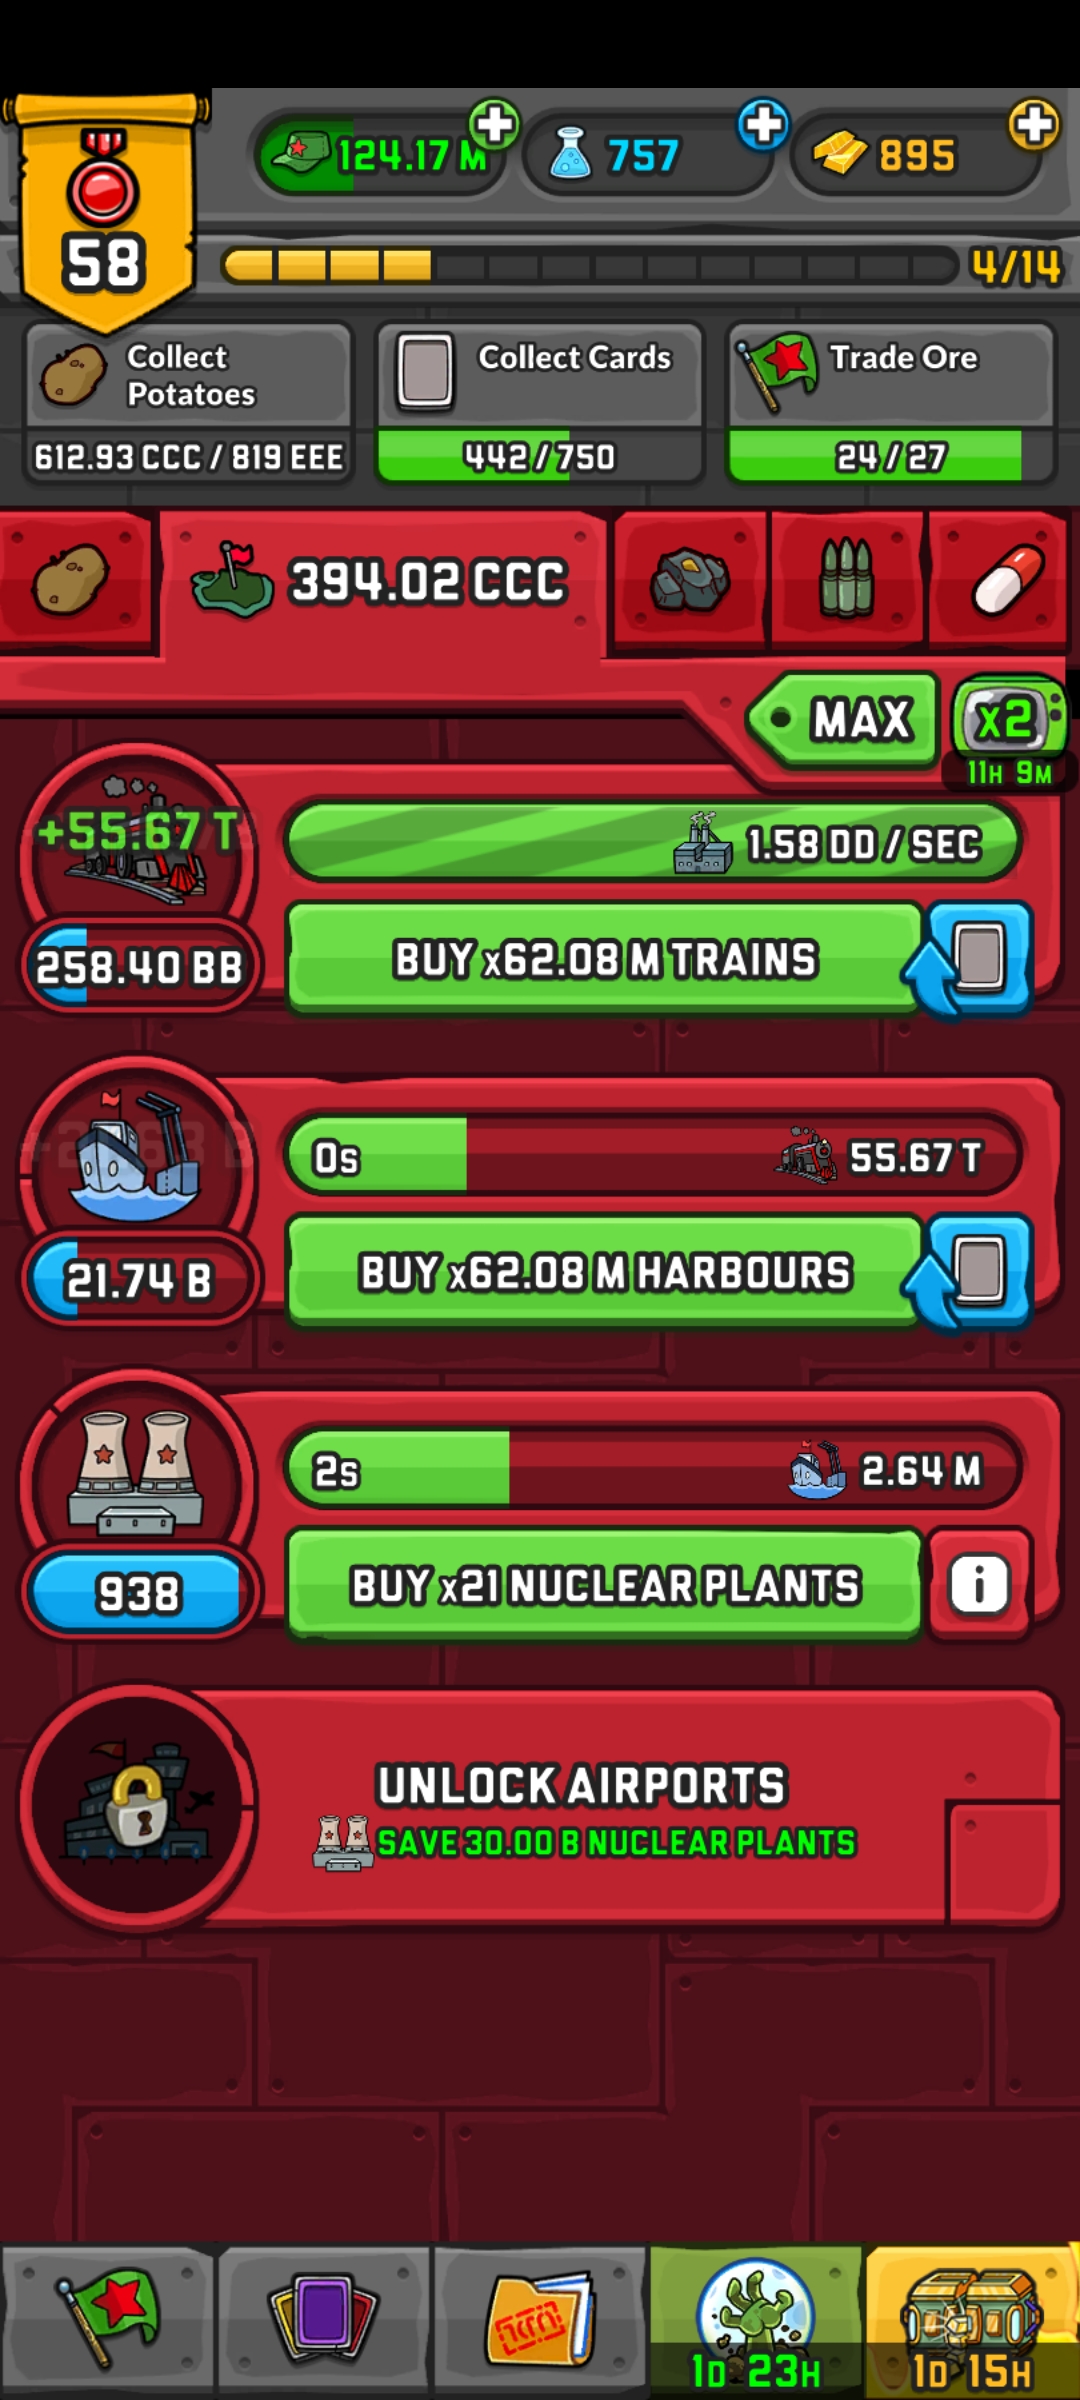 124.17 M
757
895
58
4/14
Collect
Potatoes
612.93 CCC / 819 EEE
Collect Cards
442/750
Trade Ore
24/27
394.02 CCC
MAX
x2
11H 9M
+55.67 T
1.58 DD / SEC
258.40 BB
BUY x62.08 M TRAINS
0s
55.67 T
21.74 B
BUY x62.08 M HARBOURS
2s
2.64 M
938
BUY x21 NUCLEAR PLANTS
i
UNLOCK AIRPORTS
SAVE 30.00 B NUCLEAR PLANTS
1D 23H
1D 15H